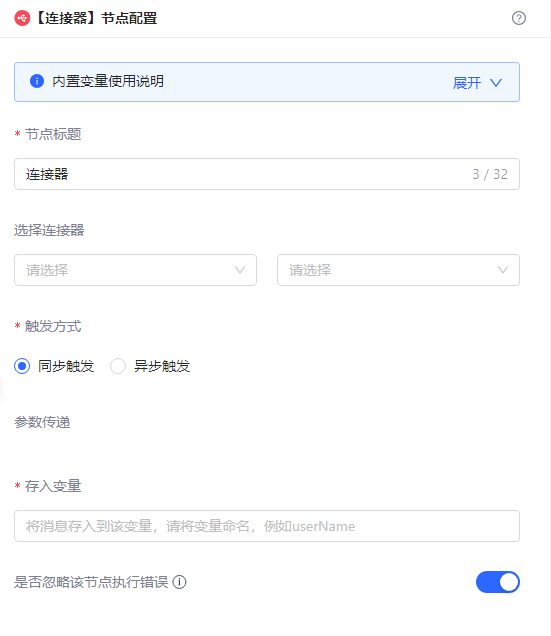 【连接器】节点配置
内置变量使用说明 展开
* 节点标题
连接器 3 / 32
选择连接器
请选择 请选择
* 触发方式
同步触发 异步触发
参数传递
* 存入变量
将消息存入到该变量，请将变量命名，例如userName
是否忽略该节点执行错误